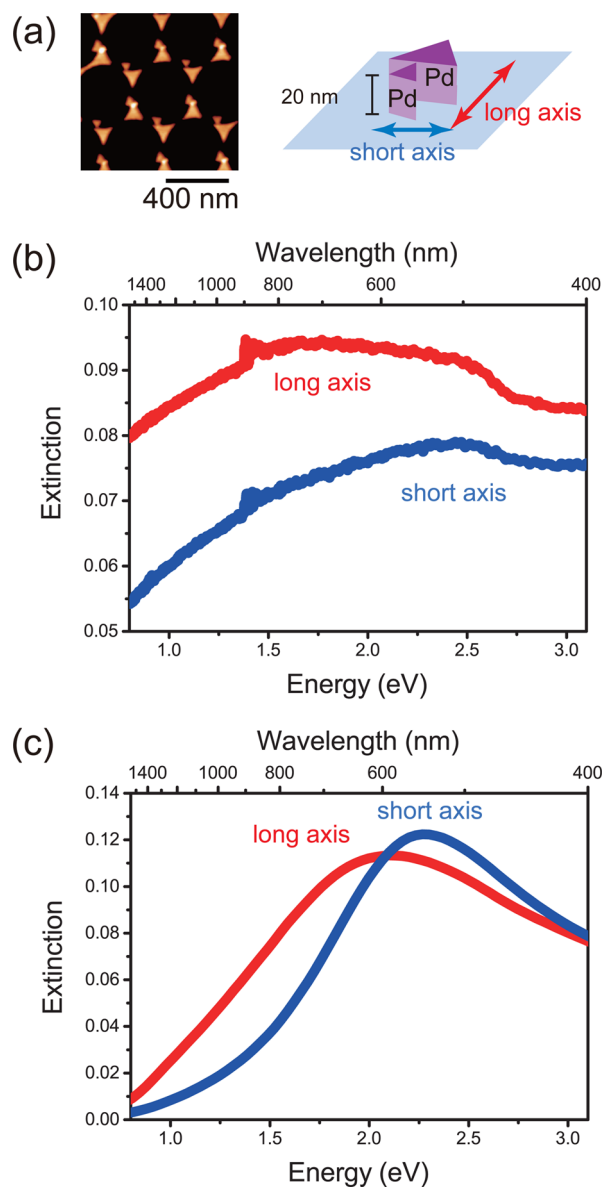 (a)
400 nm
20 nm
Pd
Pd
long axis
short axis
(b)
Wavelength (nm)
1400 1000 800 600 400
0.10
0.09
0.08
0.07
0.06
0.05
Extinction
long axis
short axis
1.0 1.5 2.0 2.5 3.0
Energy (eV)
(c)
Wavelength (nm)
1400 1000 800 600 400
0.14
0.12
0.10
0.08
0.06
0.04
0.02
0.00
Extinction
long axis
short axis
1.0 1.5 2.0 2.5 3.0
Energy (eV)